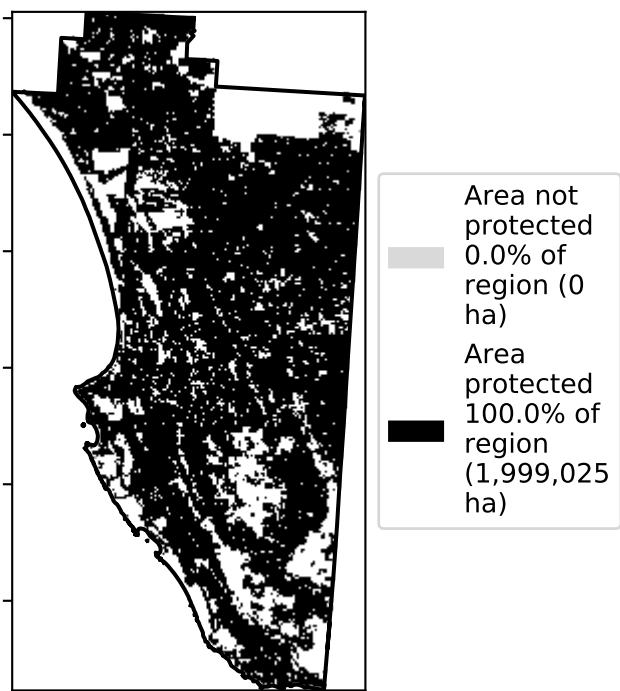 Area not
protected
0.0% of
region (0
ha)
Area
protected
100.0% of
region
(1,999,025
ha)